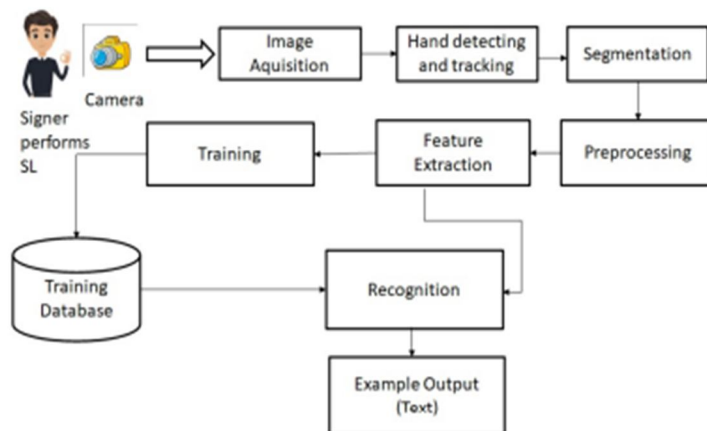 Camera
Signer
performs
SL
Image
Aquisition
Hand detecting
and tracking
Segmentation
Preprocessing
Feature
Extraction
Training
Training
Database
Recognition
Example Output
(Text)